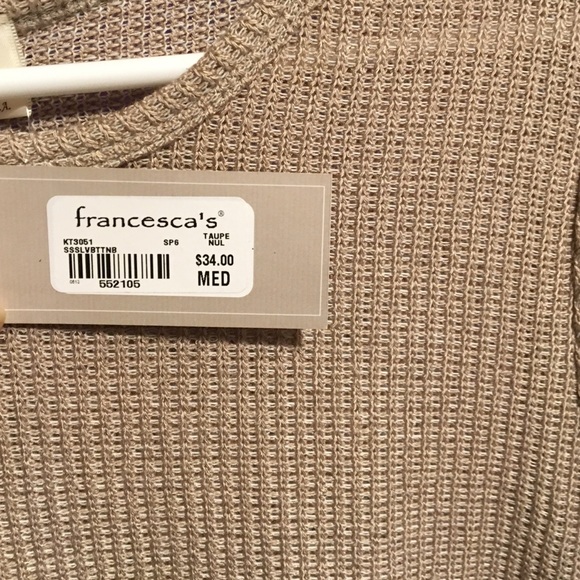 francesca's®
KT3051 SP6 TAUPE
SSSLVBTTNB NUL
$34.00
MED
552105